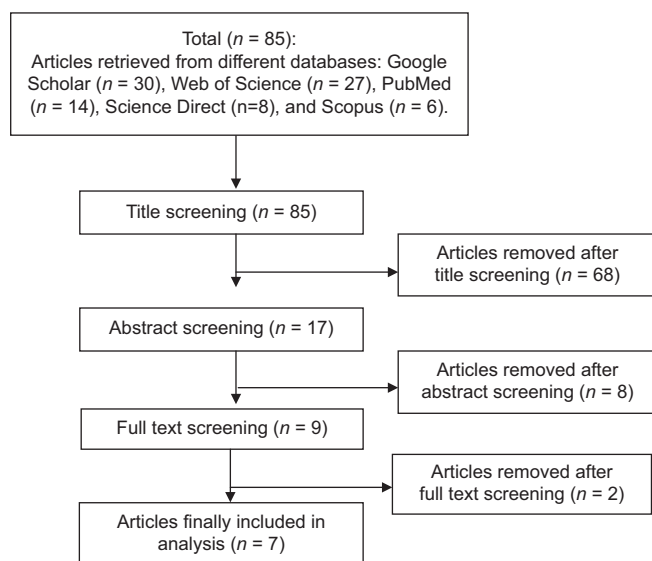 Total (n = 85):
Articles retrieved from different databases: Google
Scholar (n = 30), Web of Science (n = 27), PubMed
(n = 14), Science Direct (n=8), and Scopus (n = 6).
Title screening (n = 85)
Articles removed after
title screening (n = 68)
Abstract screening (n = 17)
Articles removed after
abstract screening (n = 8)
Full text screening (n = 9)
Articles removed after
full text screening (n = 2)
Articles finally included in
analysis (n = 7)